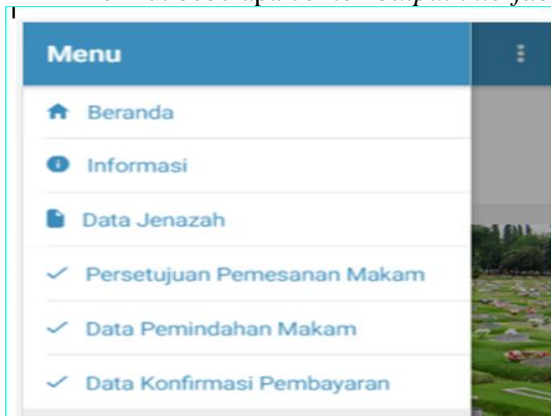 Menu
Beranda
Informasi
Data Jenazah
Persetujuan Pemesanan Makam
Data Pemindahan Makam
Data Konfirmasi Pembayaran